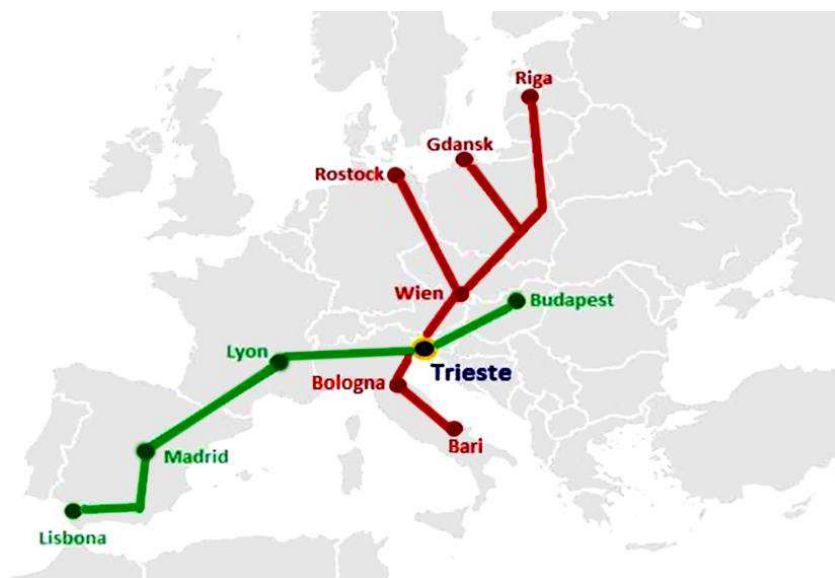 Riga
Gdansk
Rostock
Wien
Budapest
Lyon
Trieste
Bologna
Bari
Madrid
Lisbona